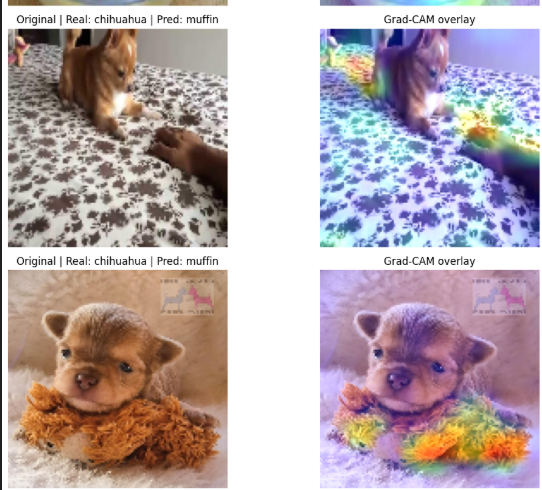 Original | Real: chihuahua | Pred: muffin
Grad-CAM overlay
Original | Real: chihuahua | Pred: muffin
Grad-CAM overlay